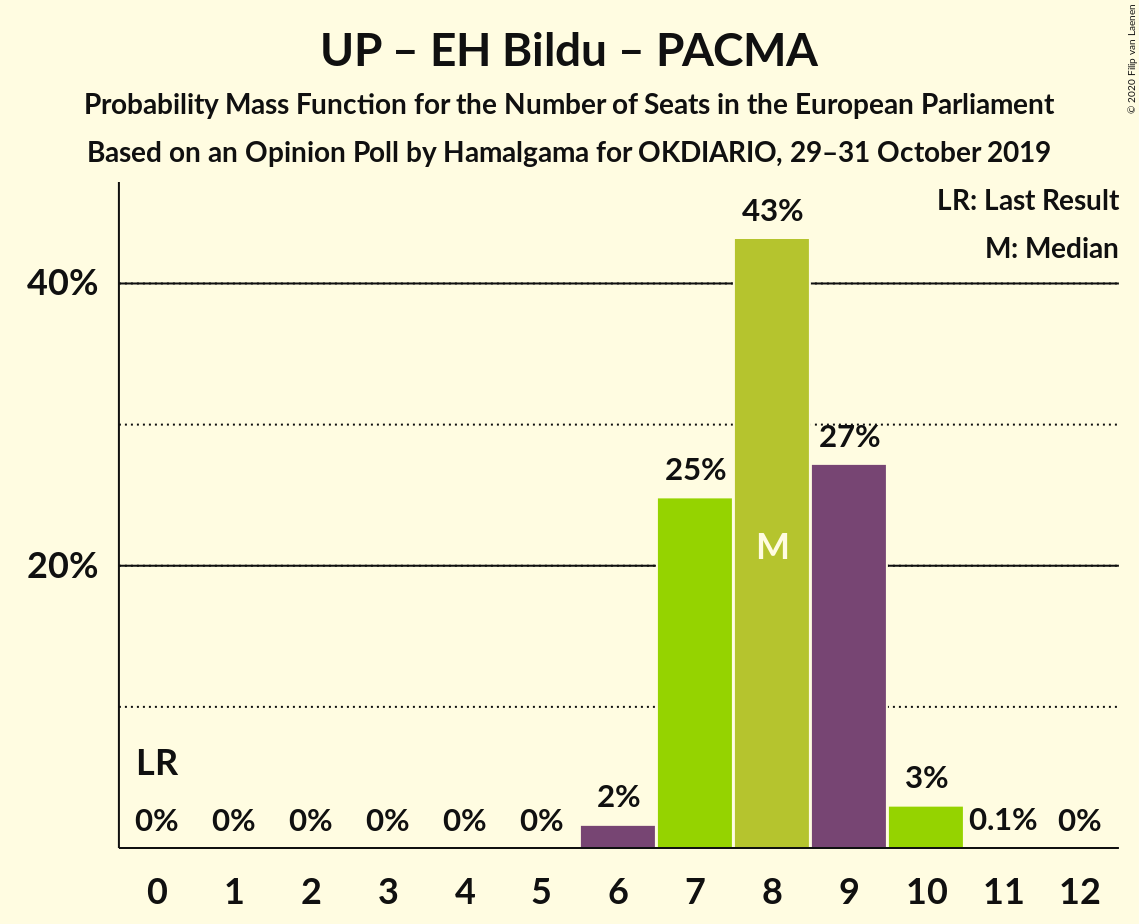 UP – EH Bildu – PACMA
Probability Mass Function for the Number of Seats in the European Parliament
Based on an Opinion Poll by Hamalgama for OKDIARIO, 29–31 October 2019
© 2020 Filip van Laenen
LR: Last Result
M: Median
43%
40%
27%
25%
M
20%
LR
3%
2%
0% 0% 0% 0% 0% 0% 0.1% 0%
0 1 2 3 4 5 6 7 8 9 10 11 12